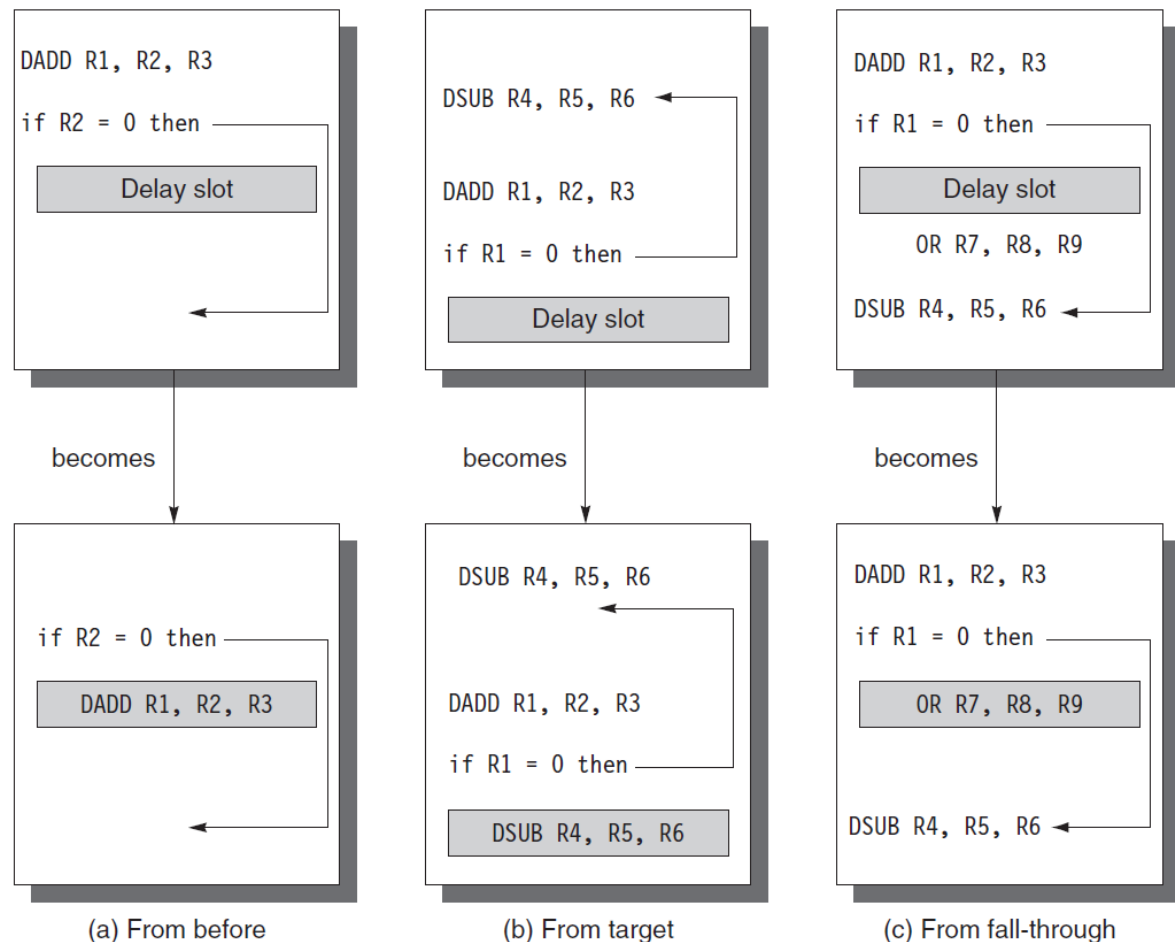 DADD R1, R2, R3
if R2 = 0 then
Delay slot
becomes
if R2 = 0 then
DADD R1, R2, R3
(a) From before
DSUB R4, R5, R6
DADD R1, R2, R3
if R1 = 0 then
Delay slot
becomes
DSUB R4, R5, R6
DADD R1, R2, R3
if R1 = 0 then
DSUB R4, R5, R6
(b) From target
DADD R1, R2, R3
if R1 = 0 then
Delay slot
OR R7, R8, R9
DSUB R4, R5, R6
becomes
DADD R1, R2, R3
if R1 = 0 then
OR R7, R8, R9
DSUB R4, R5, R6
(c) From fall-through